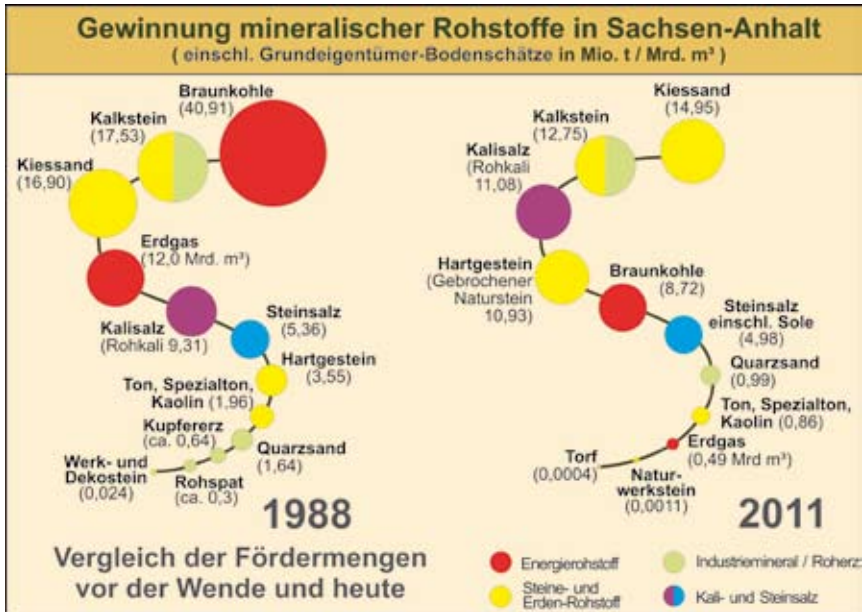 Gewinnung mineralischer Rohstoffe in Sachsen-Anhalt
( einschl. Grundeigentümer-Bodenschätze in Mio. t / Mrd. m³ )
Braunkohle
(40,91)
Kalkstein
(17,53)
Kiessand
(16,90)
Erdgas
(12,0 Mrd. m³)
Kalisalz
(Rohkali 9,31)
Steinsalz
(5,36)
Hartgestein
(3,55)
Ton, Spezialton,
Kaolin (1,96)
Quarzsand
(1,64)
Kupfererz
(ca. 0,64)
Rohspat
(ca. 0,3)
Werk- und
Dekostein
(0,024)
1988
Kiessand
(14,95)
Kalkstein
(12,75)
Kalisalz
(Rohkali
11,08)
Hartgestein
(Gebrochener
Naturstein
10,93)
Braunkohle
(8,72)
Steinsalz
einschl. Sole
(4,98)
Quarzsand
(0,99)
Ton, Spezialton,
Kaolin (0,86)
Erdgas
(0,49 Mrd m³)
Natur-
werkstein
(0,0011)
Torf
(0,0004)
2011
Vergleich der Fördermengen
vor der Wende und heute
Energierohstoff
Steine- und
Erden-Rohstoff
Industriemineral / Roherz:
Kali- und Steinsalz